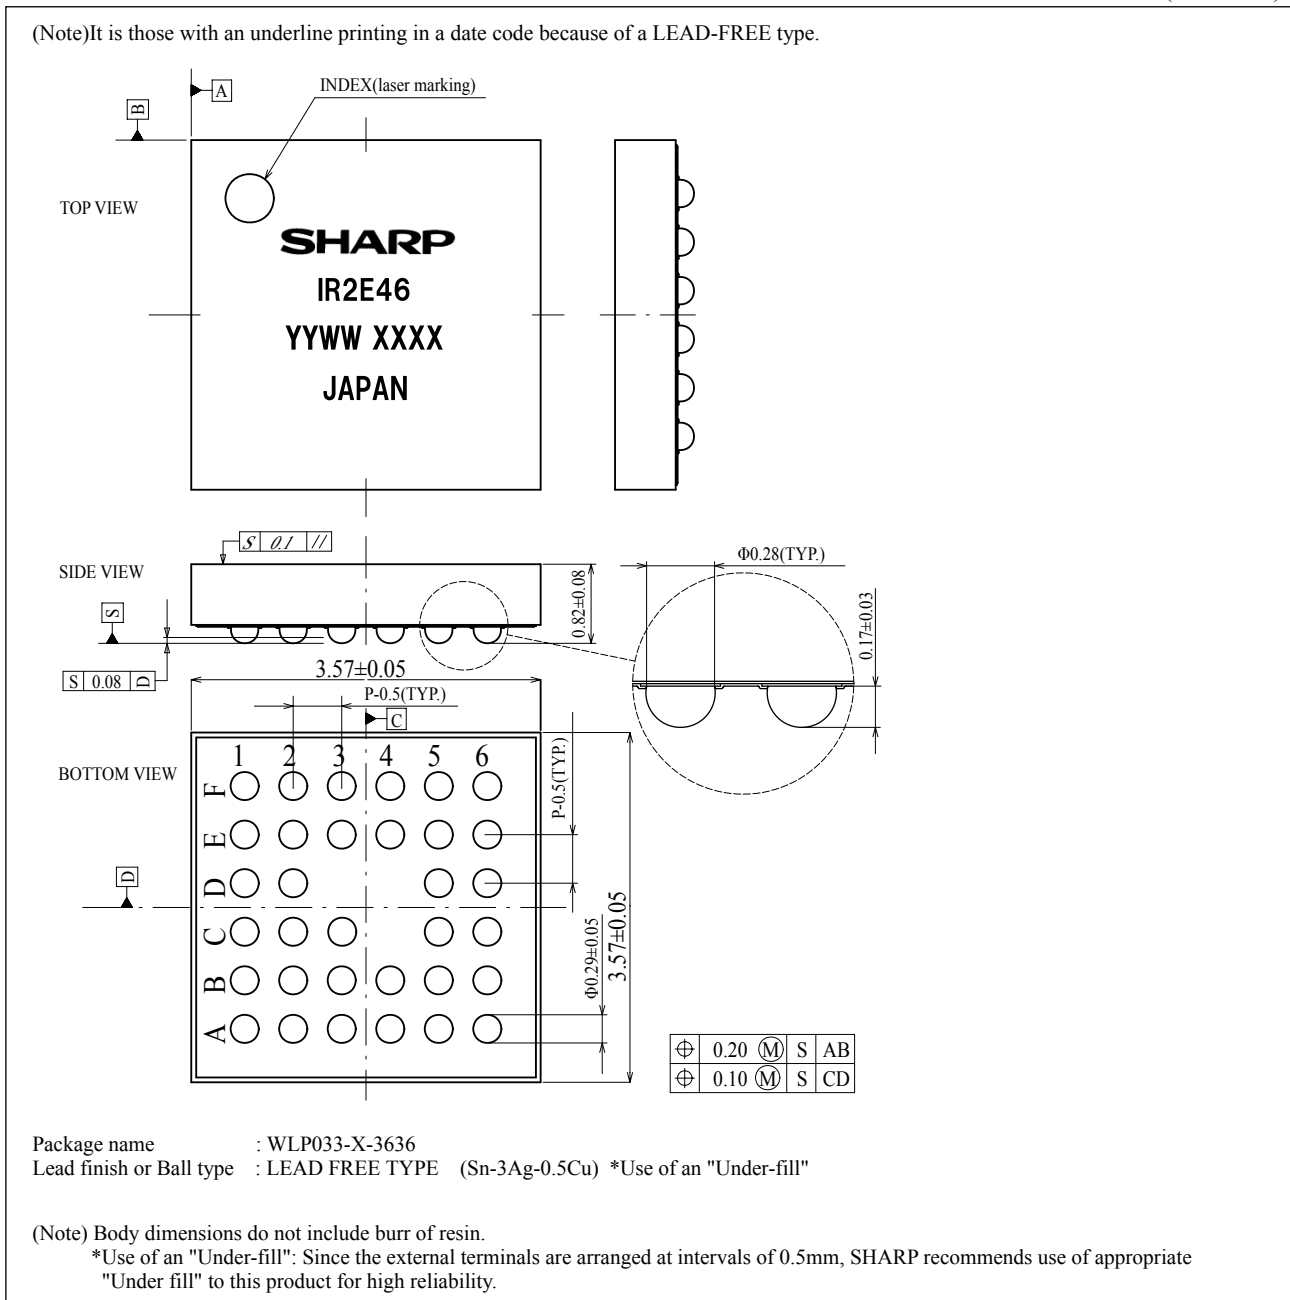 (Note)It is those with an underline printing in a date code because of a LEAD-FREE type.
A
INDEX(laser marking)
B
TOP VIEW
SHARP
IR2E46
YYWW XXXX
JAPAN
S 0.1 //
Φ0.28(TYP.)
SIDE VIEW
0.82±0.08
0.17±0.03
S
S 0.08 D
3.57±0.05
P-0.5(TYP.)
C
BOTTOM VIEW
1 2 3 4 5 6
F
E
D
C
B
A
P-0.5(TYP.)
D
Φ0.29±0.05
3.57±0.05
⌖ 0.20 Ⓜ S AB
⌖ 0.10 Ⓜ S CD
Package name : WLP033-X-3636
Lead finish or Ball type : LEAD FREE TYPE (Sn-3Ag-0.5Cu) *Use of an "Under-fill"
(Note) Body dimensions do not include burr of resin.
*Use of an "Under-fill": Since the external terminals are arranged at intervals of 0.5mm, SHARP recommends use of appropriate
"Under fill" to this product for high reliability.